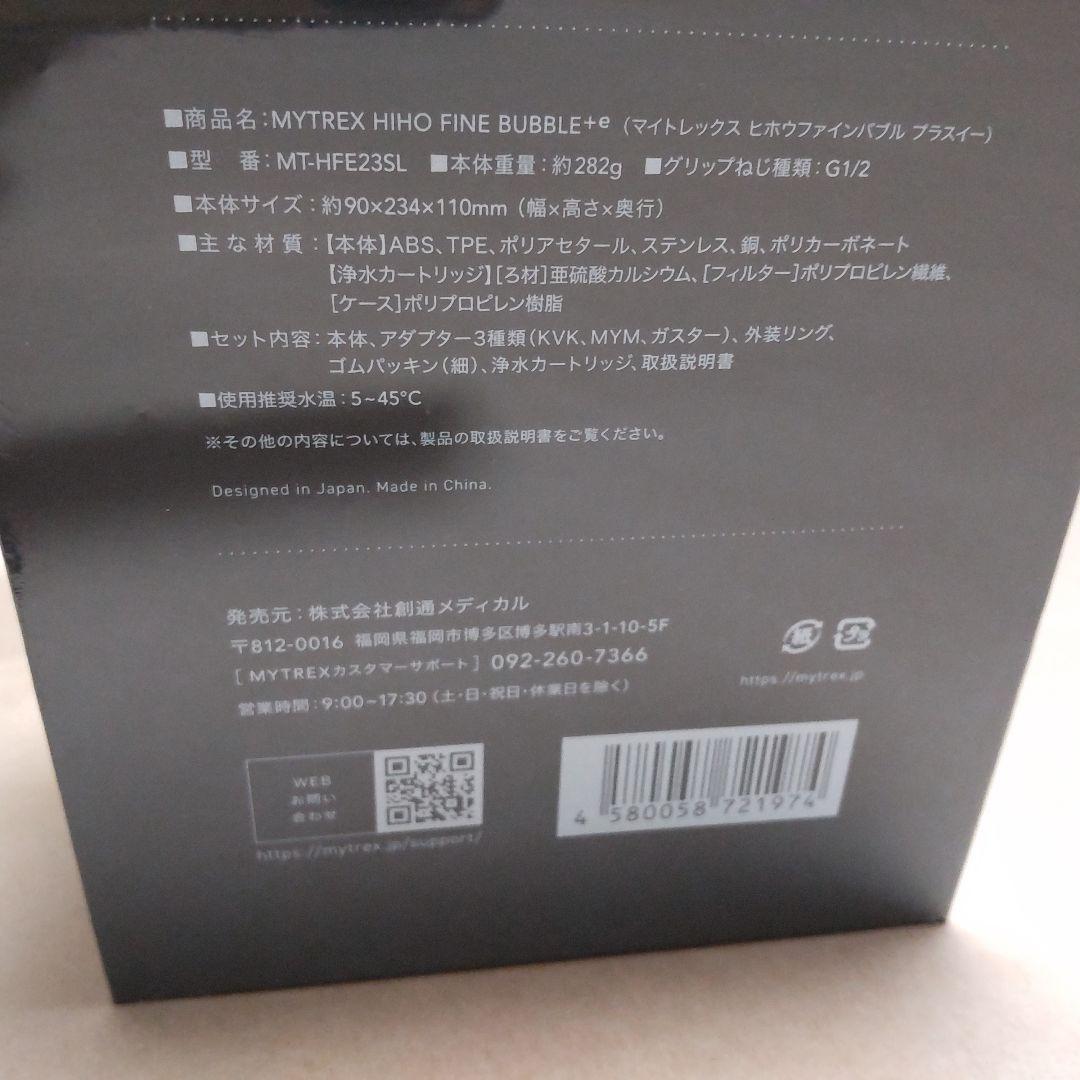 ■商品名：MYTREX HIHO FINE BUBBLE+e（マイトレックス ヒホウファインバブル プラスイー）
■型　番：MT-HFE23SL ■本体重量：約282g ■グリップねじ種類：G1/2
■本体サイズ：約90×234×110mm（幅×高さ×奥行）
■主な材質：【本体】ABS、TPE、ポリアセタール、ステンレス、銅、ポリカーボネート
【浄水カートリッジ】［ろ材］亜硫酸カルシウム、［フィルター］ポリプロピレン繊維、
［ケース］ポリプロピレン樹脂
■セット内容：本体、アダプター3種類（KVK、MYM、ガスター）、外装リング、
ゴムパッキン（細）、浄水カートリッジ、取扱説明書
■使用推奨水温：5~45℃
※その他の内容については、製品の取扱説明書をご覧ください。
Designed in Japan. Made in China.
発売元：株式会社創通メディカル
〒812-0016 福岡県福岡市博多区博多駅南3-1-10-5F
［MYTREXカスタマーサポート］092-260-7366
営業時間：9:00~17:30（土・日・祝日・休業日を除く）
紙 プラ
https://mytrex.jp
WEB
お問い
合わせ
https://mytrex.jp/support/
4 580058 721974